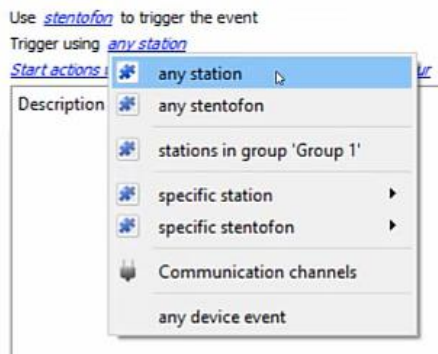 Use stentofon to trigger the event
Trigger using any station
Start actions
ur
Description
any station
any stentofon
stations in group 'Group 1'
specific station
specific stentofon
Communication channels
any device event